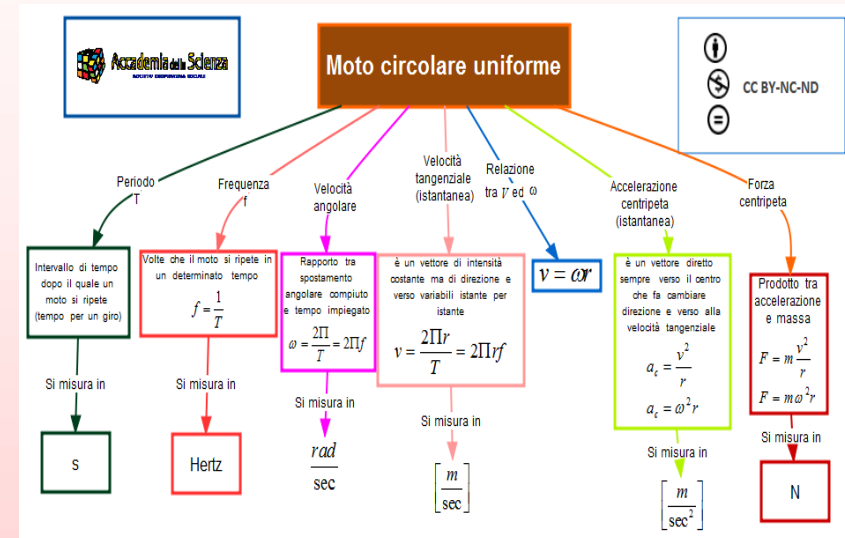 Accademia della Scienza
SOCIETÀ COOPERATIVA SOCIALE
Moto circolare uniforme
CC BY-NC-ND
Periodo
T
Frequenza
f
Velocità
angolare
Velocità
tangenziale
(istantanea)
Relazione
tra V ed ω
Accelerazione
centripeta
(istantanea)
Forza
centripeta
Intervallo di tempo
dopo il quale un
moto si ripete
(tempo per un giro)
Volte che il moto si ripete in
un determinato tempo
f = 1/T
Rapporto tra
spostamento
angolare compiuto
e tempo impiegato
ω = 2Π/T = 2Πf
è un vettore di intensità
costante ma di direzione e
verso variabili istante per
istante
v = 2Πr/T = 2Πrf
v = ωr
è un vettore diretto
sempre verso il centro
che fa cambiare
direzione e verso alla
velocità tangenziale
a_c = v²/r
a_c = ω²r
Prodotto tra
accelerazione
e massa
F = m v²/r
F = mω²r
Si misura in
s
Si misura in
Hertz
Si misura in
rad/sec
Si misura in
[m/sec]
Si misura in
[m/sec²]
Si misura in
N